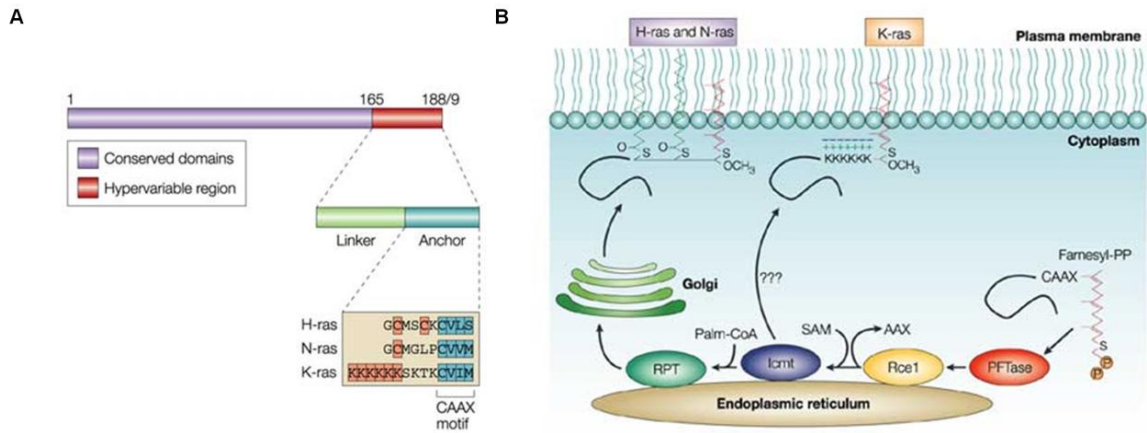 A
1
165
188/9
Conserved domains
Hypervariable region
Linker
Anchor
H-ras GCMSCKCVLS
N-ras GCMGLPCVVM
K-ras KKKKKKSKTKCVIM
CAAX
motif
B
H-ras and N-ras
K-ras
Plasma membrane
Cytoplasm
O
S
O
S
S
OCH3
------
++++++
KKKKKK
S
OCH3
Farnesyl-PP
CAAX
S
P
P
Golgi
???
Palm-CoA
SAM
AAX
RPT
Icmt
Rce1
PFTase
Endoplasmic reticulum